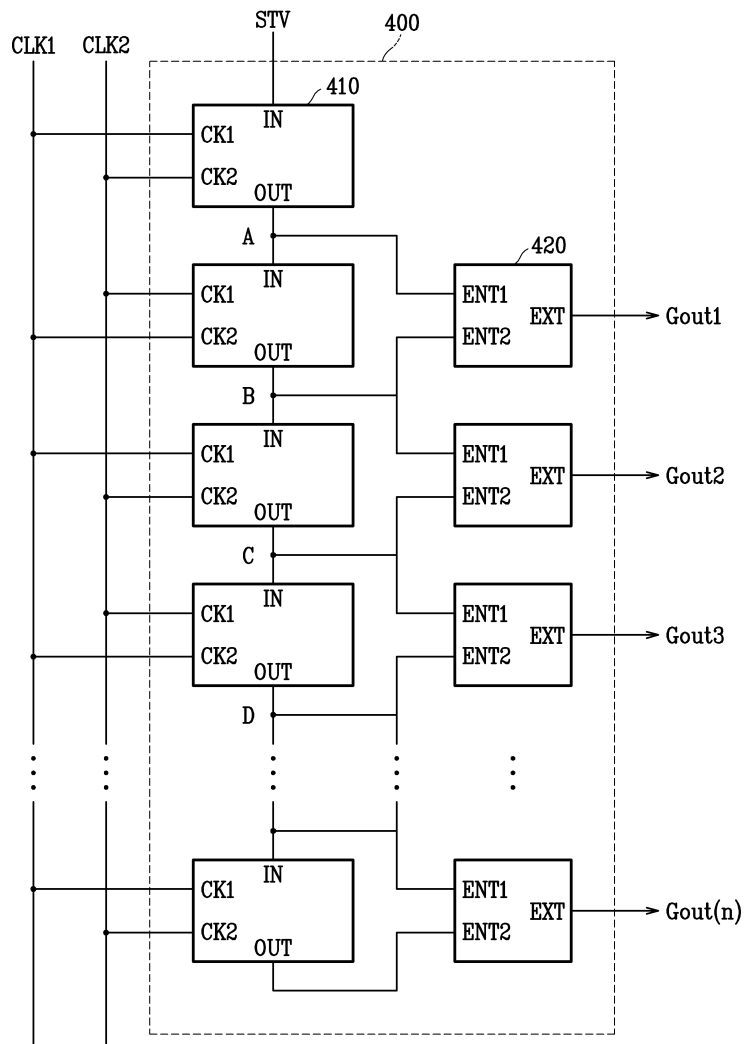 STV
400
CLK1 CLK2
410
IN
CK1
CK2
OUT
A
420
IN
CK1
CK2
OUT
ENT1
ENT2
EXT
Gout1
B
IN
CK1
CK2
OUT
ENT1
ENT2
EXT
Gout2
C
IN
CK1
CK2
OUT
ENT1
ENT2
EXT
Gout3
D
IN
CK1
CK2
OUT
ENT1
ENT2
EXT
Gout(n)